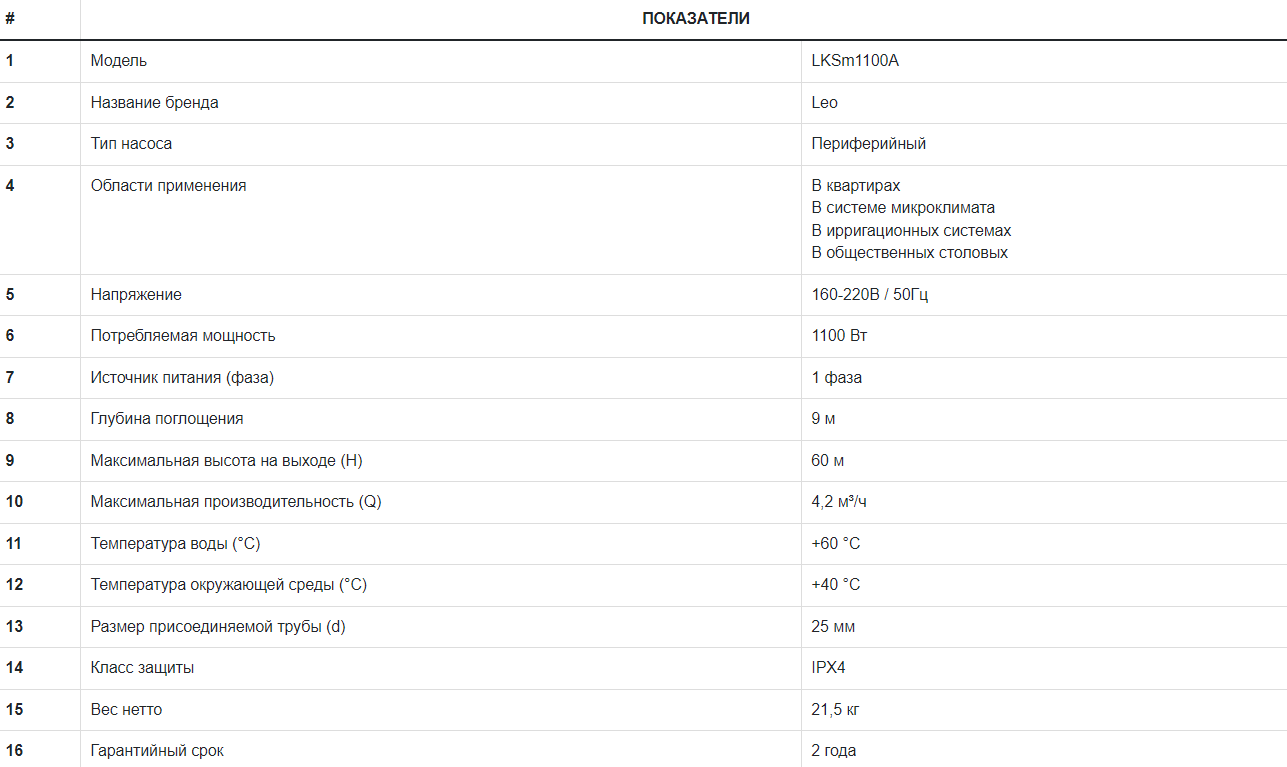 # ПОКАЗАТЕЛИ
1 Модель LKSm1100A
2 Название бренда Leo
3 Тип насоса Периферийный
4 Области применения В квартирах
В системе микроклимата
В ирригационных системах
В общественных столовых
5 Напряжение 160-220В / 50Гц
6 Потребляемая мощность 1100 Вт
7 Источник питания (фаза) 1 фаза
8 Глубина поглощения 9 м
9 Максимальная высота на выходе (H) 60 м
10 Максимальная производительность (Q) 4,2 м³/ч
11 Температура воды (°C) +60 °C
12 Температура окружающей среды (°C) +40 °C
13 Размер присоединяемой трубы (d) 25 мм
14 Класс защиты IPX4
15 Вес нетто 21,5 кг
16 Гарантийный срок 2 года